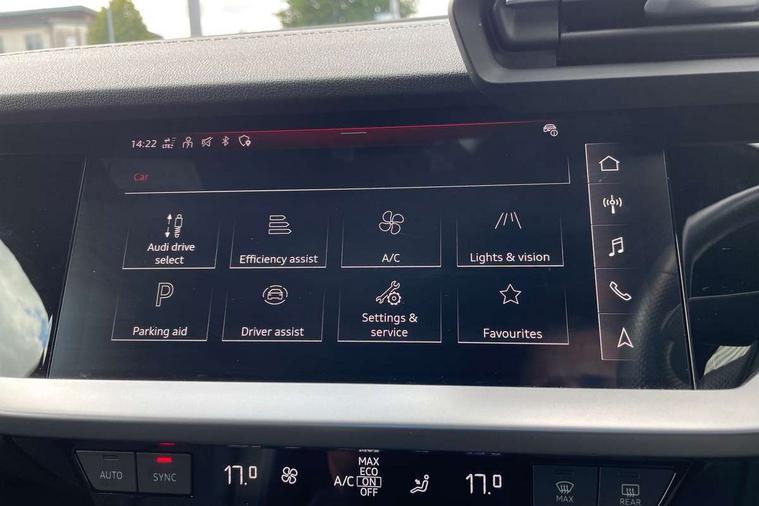 14:22 LTE2
Car
Audi drive select
Efficiency assist
A/C
Lights & vision
P
Parking aid
Driver assist
Settings & service
Favourites
AUTO
SYNC
17.0
A/C
MAX
ECO
ON
OFF
17.0
MAX
REAR